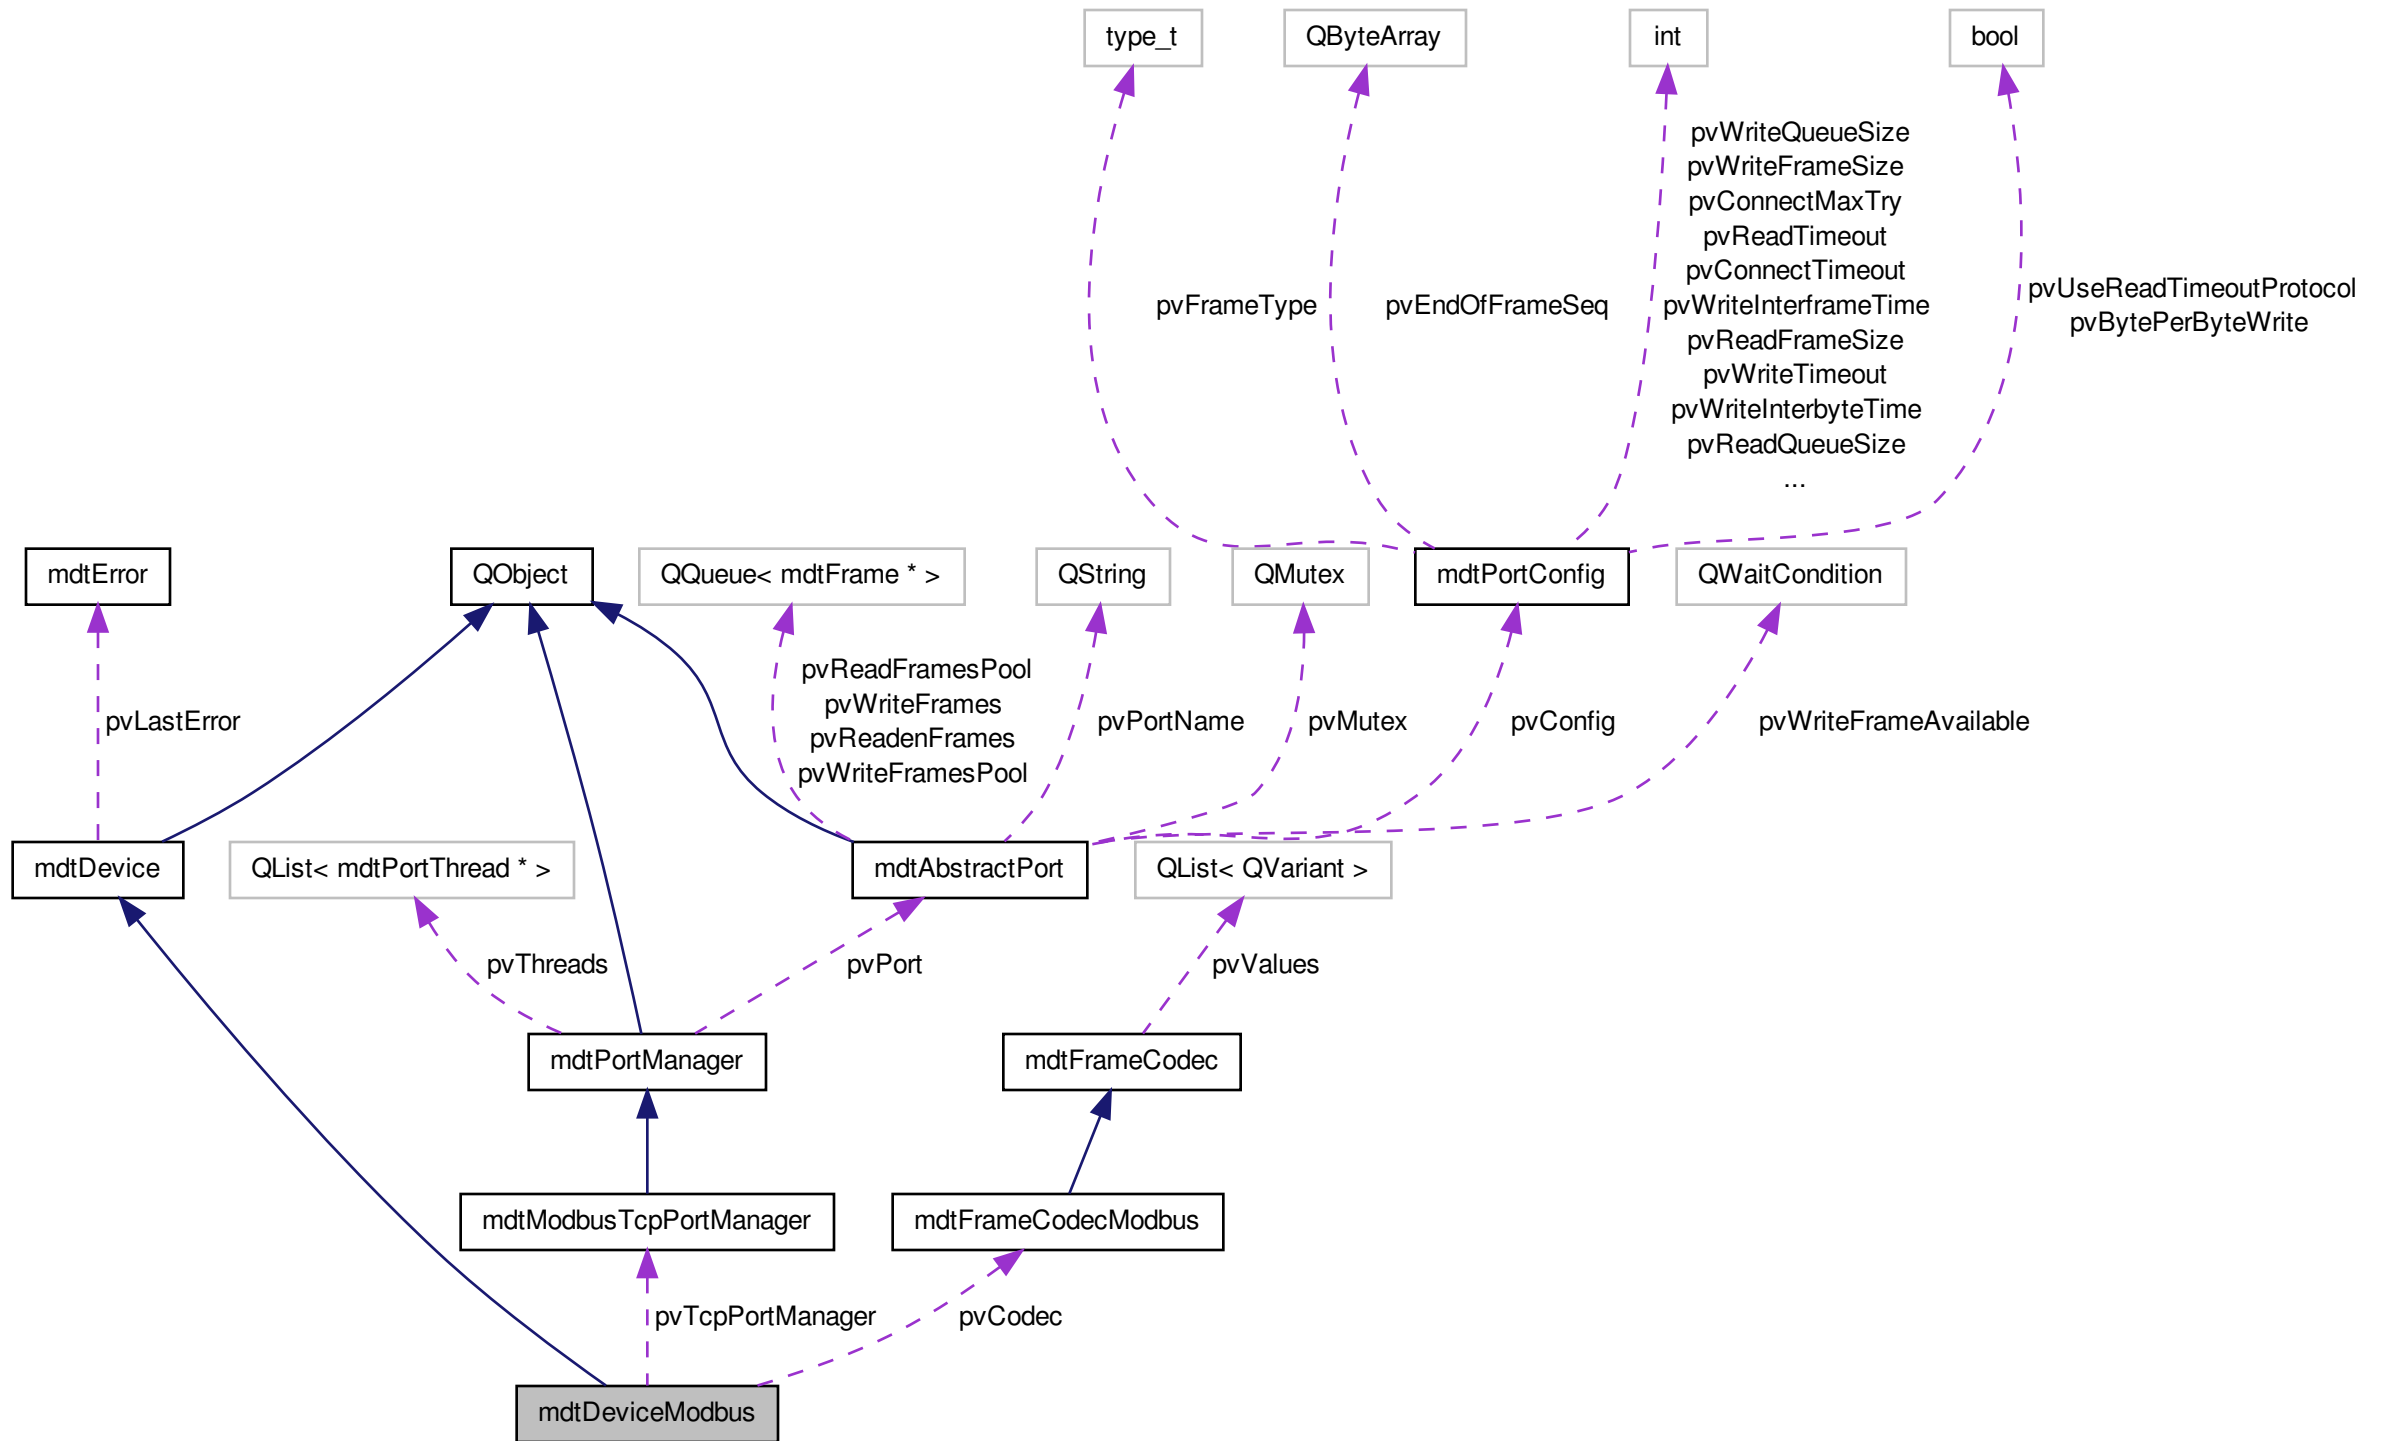 type_t
QByteArray
int
bool
pvWriteQueueSize
pvWriteFrameSize
pvConnectMaxTry
pvReadTimeout
pvConnectTimeout
pvWriteInterframeTime
pvReadFrameSize
pvWriteTimeout
pvWriteInterbyteTime
pvReadQueueSize
...
pvFrameType
pvEndOfFrameSeq
pvUseReadTimeoutProtocol
pvBytePerByteWrite
mdtError
QObject
QQueue< mdtFrame * >
QString
QMutex
mdtPortConfig
QWaitCondition
pvLastError
pvReadFramesPool
pvWriteFrames
pvReadenFrames
pvWriteFramesPool
pvPortName
pvMutex
pvConfig
pvWriteFrameAvailable
mdtDevice
QList< mdtPortThread * >
mdtAbstractPort
QList< QVariant >
pvThreads
pvPort
pvValues
mdtPortManager
mdtFrameCodec
mdtModbusTcpPortManager
mdtFrameCodecModbus
pvTcpPortManager
pvCodec
mdtDeviceModbus